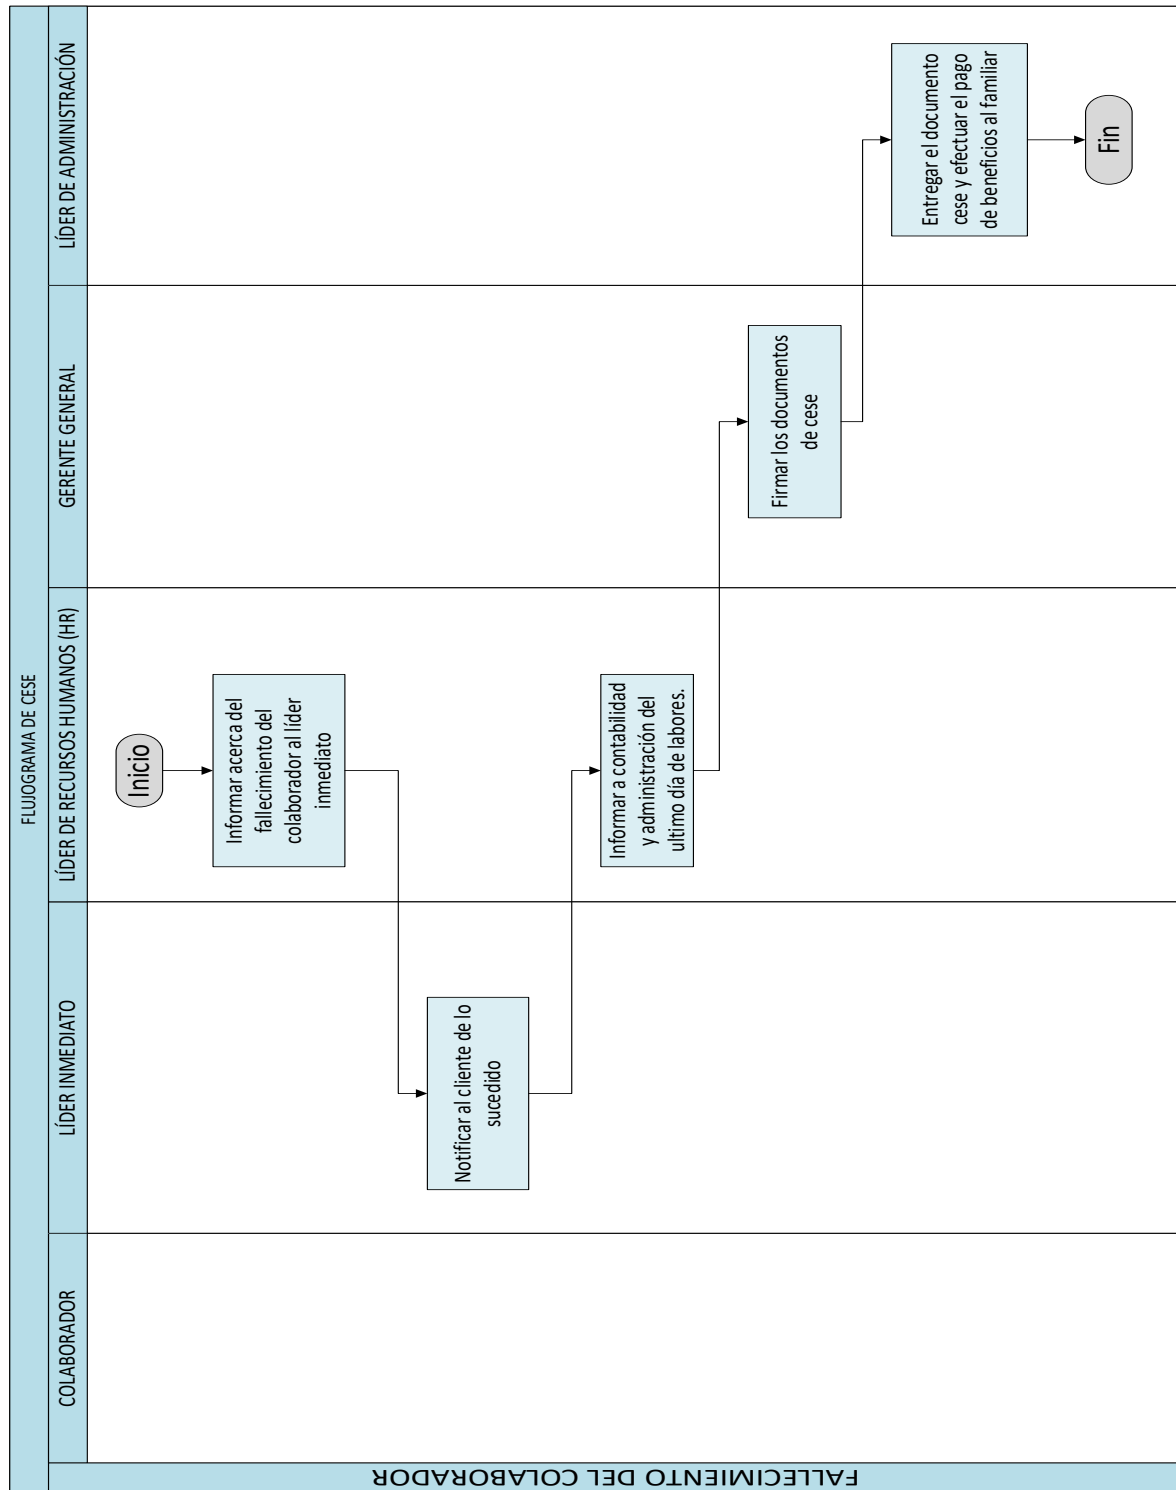 FLUJOGRAMA DE CESE
COLABORADOR
LÍDER INMEDIATO
LÍDER DE RECURSOS HUMANOS (HR)
GERENTE GENERAL
LÍDER DE ADMINISTRACIÓN
FALLECIMIENTO DEL COLABORADOR
Inicio
Informar acerca del
fallecimiento del
colaborador al líder
inmediato
Notificar al cliente de lo
sucedido
Informar a contabilidad
y administración del
ultimo día de labores.
Firmar los documentos
de cese
Entregar el documento
cese y efectuar el pago
de beneficios al familiar
Fin